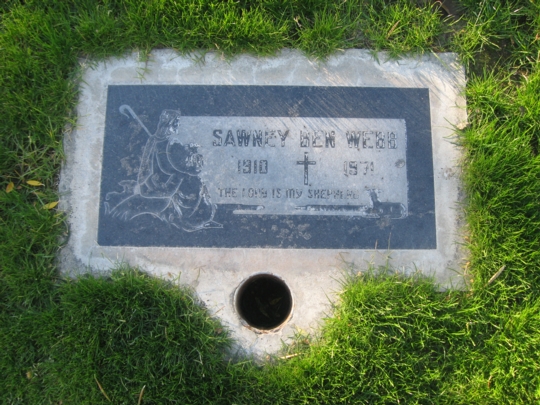 SAWNEY BEN WEBB
1910 † 1971
THE LORD IS MY SHEPHERD